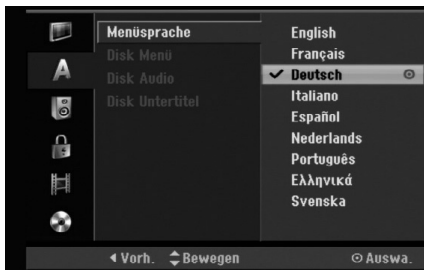 A
Menüsprache
Disk Menü
Disk Audio
Disk Untertitel
English
Français
Deutsch
Italiano
Español
Nederlands
Português
Ελληνικά
Svenska
Vorh. Bewegen
Auswa.